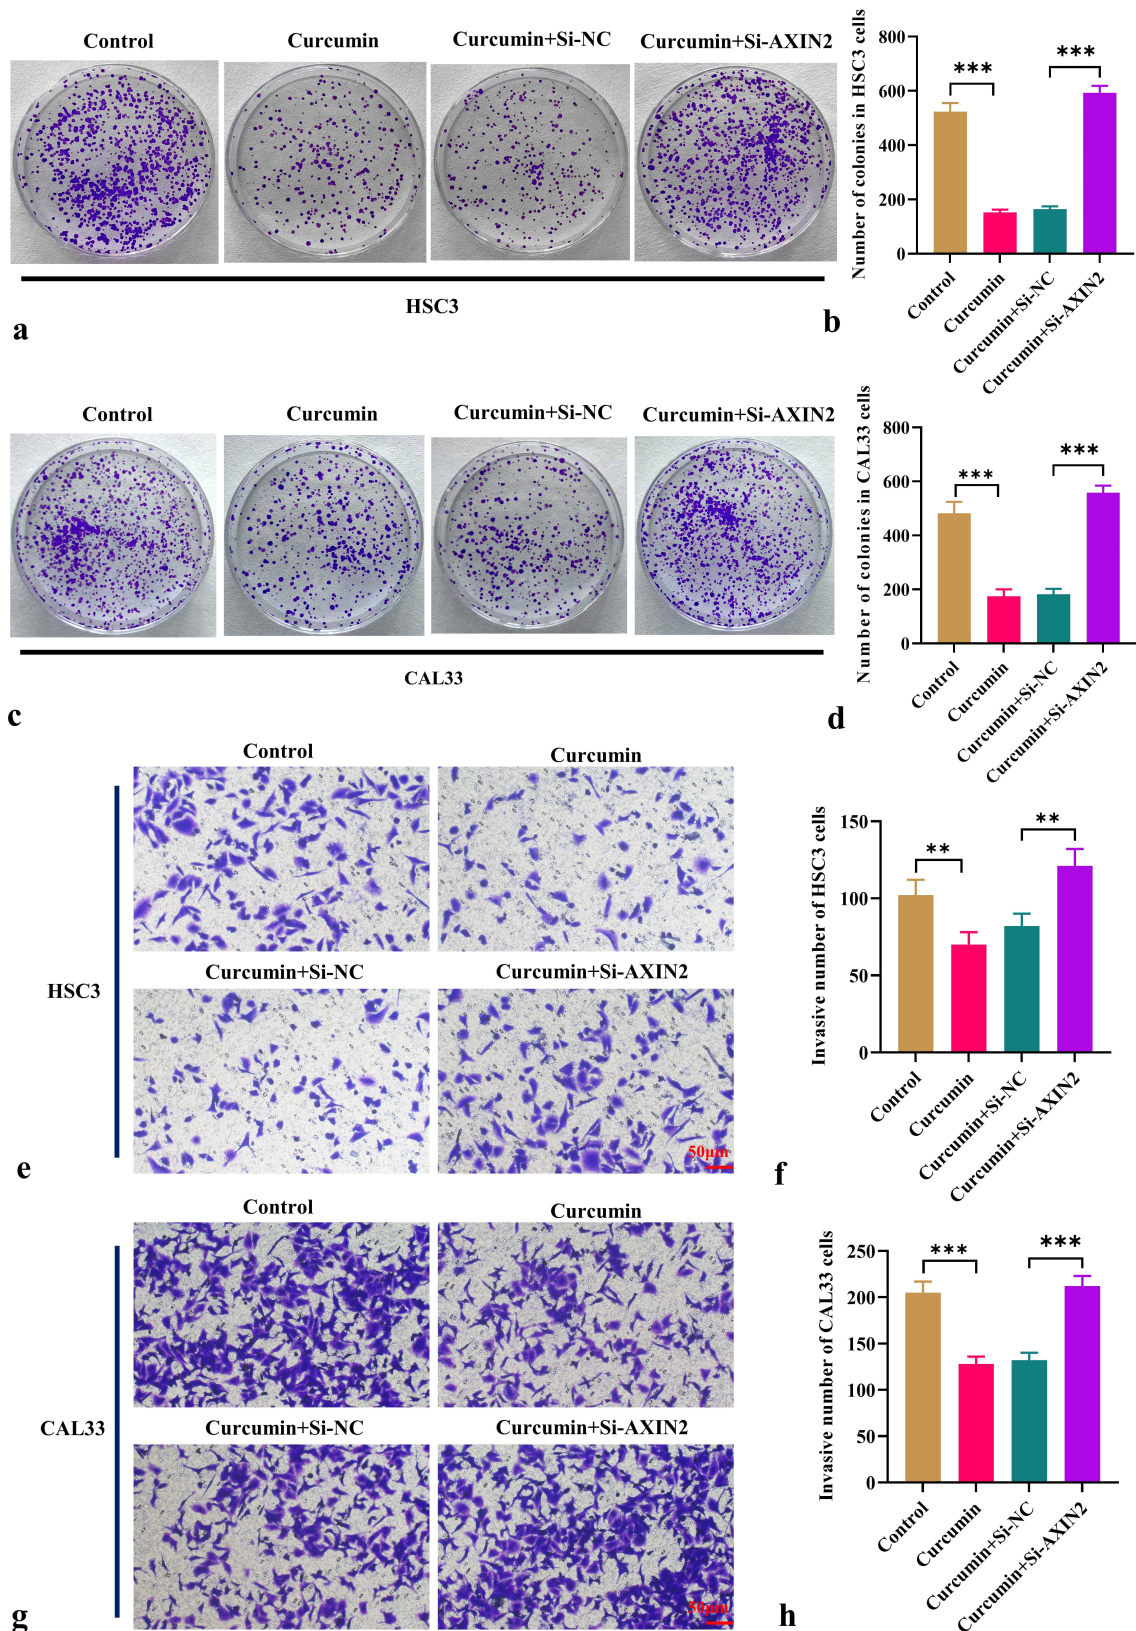 Control
Curcumin
Curcumin+Si-NC
Curcumin+Si-AXIN2
HSC3
a
Number of colonies in HSC3 cells
800
600
400
200
0
***
***
Control
Curcumin
Curcumin+Si-NC
Curcumin+Si-AXIN2
b
Control
Curcumin
Curcumin+Si-NC
Curcumin+Si-AXIN2
CAL33
c
Number of colonies in CAL33 cells
800
600
400
200
0
***
***
Control
Curcumin
Curcumin+Si-NC
Curcumin+Si-AXIN2
d
Control
Curcumin
Curcumin+Si-NC
Curcumin+Si-AXIN2
HSC3
50μm
e
Invasive number of HSC3 cells
150
100
50
0
**
**
Control
Curcumin
Curcumin+Si-NC
Curcumin+Si-AXIN2
f
Control
Curcumin
Curcumin+Si-NC
Curcumin+Si-AXIN2
CAL33
50μm
g
Invasive number of CAL33 cells
250
200
150
100
50
0
***
***
Control
Curcumin
Curcumin+Si-NC
Curcumin+Si-AXIN2
h